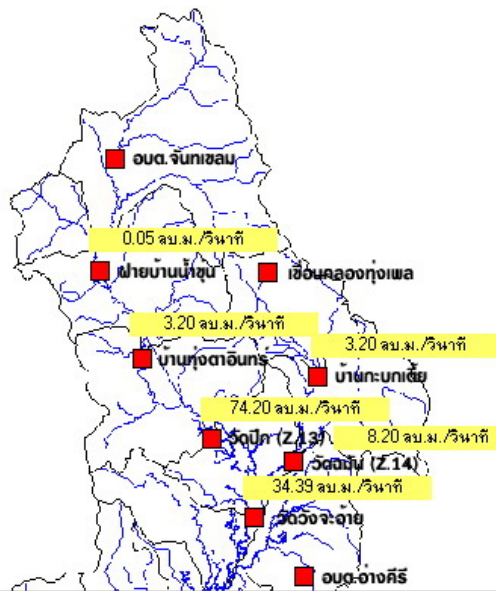 อบต.จันทเขลม
0.05 ลบ.ม./วินาที
ฝายบ้านน้ำขุ่น
เขื่อนคลองทุ่งเพล
3.20 ลบ.ม./วินาที
3.20 ลบ.ม./วินาที
บ้านทุ่งตาอินทร์
บ้านกะบกเตี้ย
74.20 ลบ.ม./วินาที
8.20 ลบ.ม./วินาที
วัดปึก (Z.13)
วัดฉมัน (Z.14)
34.39 ลบ.ม./วินาที
วัดวังจะอ้าย
อบต.อ่างคีรี